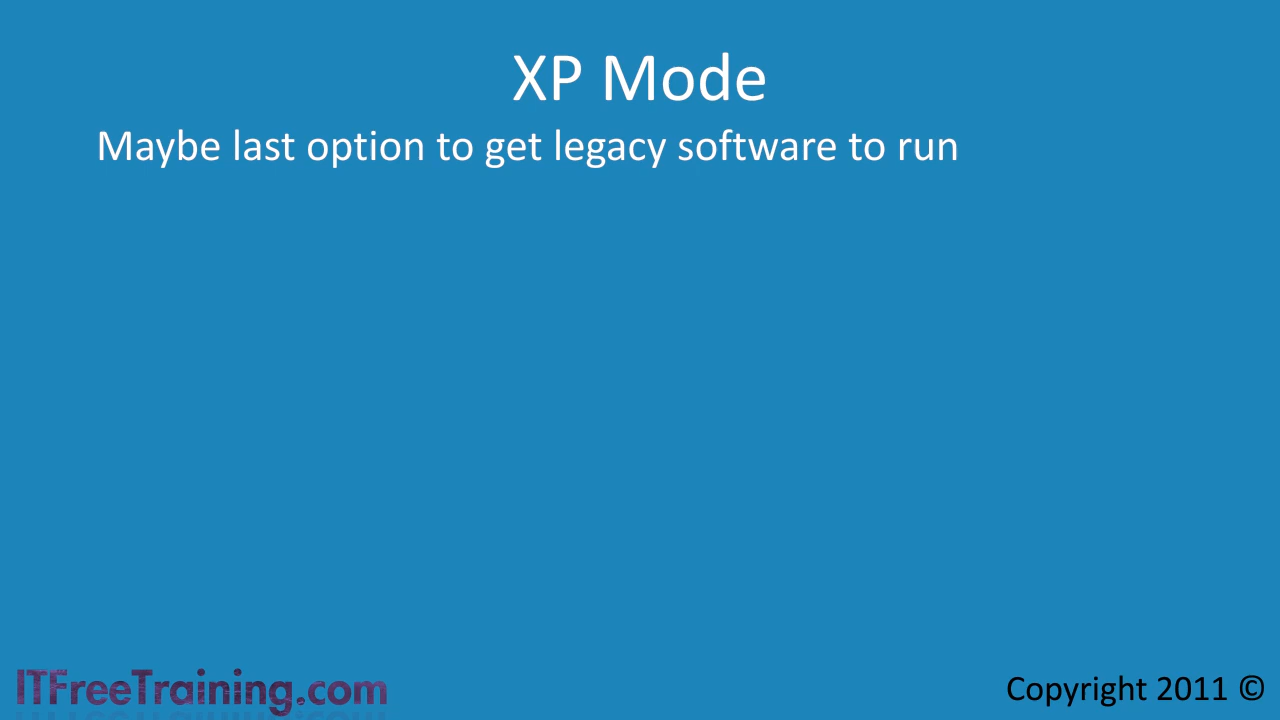 XP Mode
Maybe last option to get legacy software to run
ITFreeTraining.com
Copyright 2011 ©